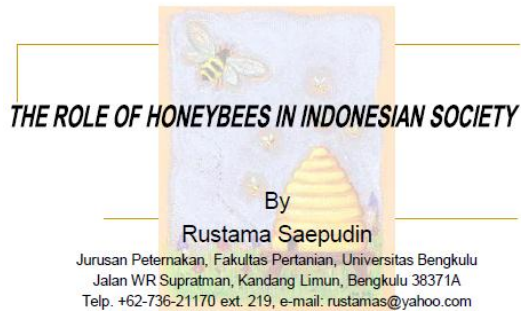 THE ROLE OF HONEYBEES IN INDONESIAN SOCIETY
By
Rustama Saepudin
Jurusan Peternakan, Fakultas Pertanian, Universitas Bengkulu
Jalan WR Supratman, Kandang Limun, Bengkulu 38371A
Telp. +62-736-21170 ext. 219, e-mail: rustamas@yahoo.com